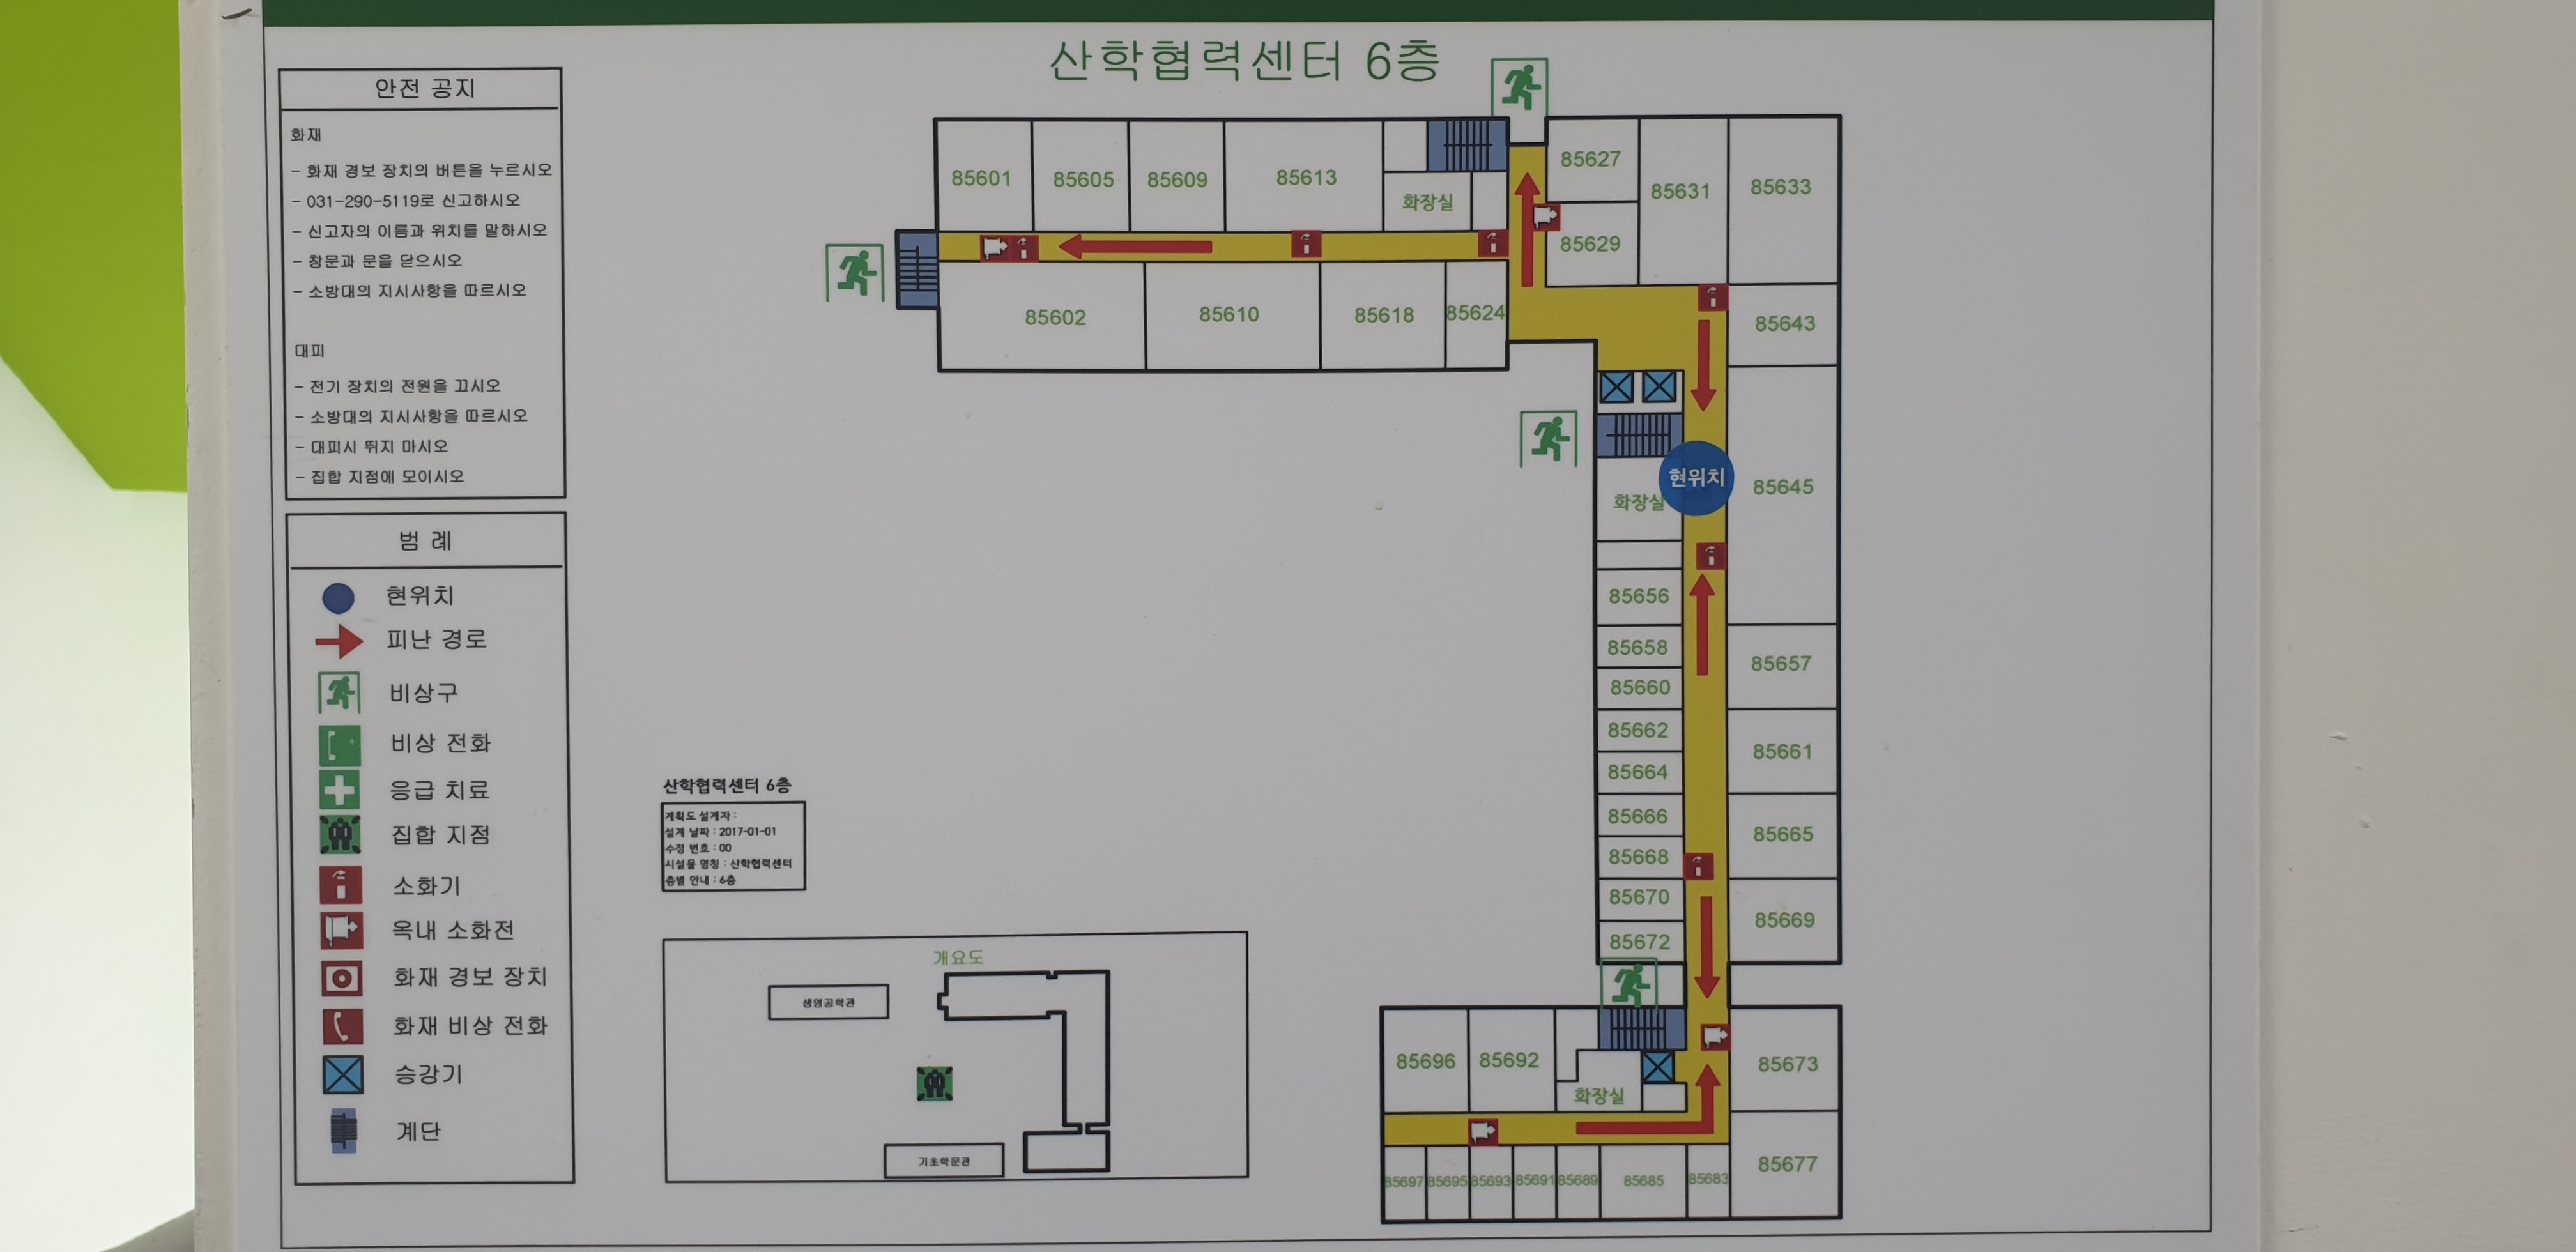 산학협력센터 6층
안전 공지
화재
- 화재 경보 장치의 버튼을 누르시오
- 031-290-5119로 신고하시오
- 신고자의 이름과 위치를 말하시오
- 창문과 문을 닫으시오
- 소방대의 지시사항을 따르시오
대피
- 전기 장치의 전원을 끄시오
- 소방대의 지시사항을 따르시오
- 대피시 뛰지 마시오
- 집합 지점에 모이시오
범 례
현위치
피난 경로
비상구
비상 전화
응급 치료
집합 지점
소화기
옥내 소화전
화재 경보 장치
화재 비상 전화
승강기
계단
85601 85605 85609 85613
화장실
85627
85631
85633
85629
85602
85610
85618
85624
85643
현위치
화장실
85645
85656
85658
85657
85660
85662
85661
85664
85666
85665
85668
85670
85669
85672
85696 85692
화장실
85673
85677
85697 85695 85693 85691 85689 85685 85683
산학협력센터 6층
계획도 설계자 :
설계 날짜 : 2017-01-01
수정 번호 : 00
시설물 명칭 : 산학협력센터
층별 안내 : 6층
개요도
생명공학관
기초학문관